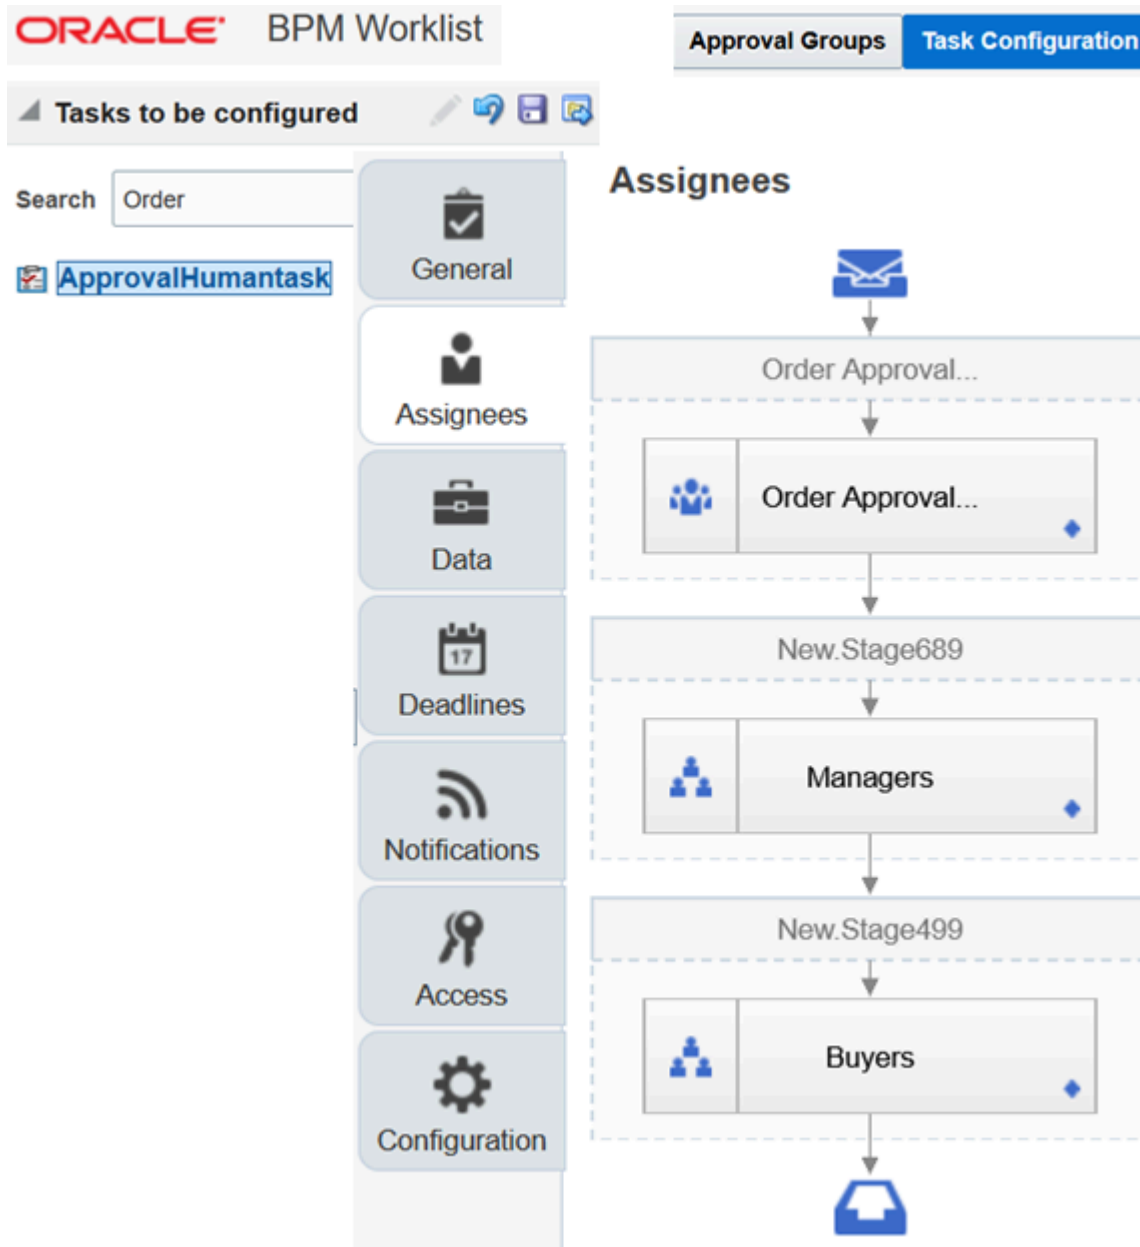 ORACLE BPM Worklist
Approval Groups
Task Configuration
Tasks to be configured
Search Order
ApprovalHumantask
General
Assignees
Data
17
Deadlines
Notifications
Access
Configuration
Assignees
Order Approval...
Order Approval...
New.Stage689
Managers
New.Stage499
Buyers